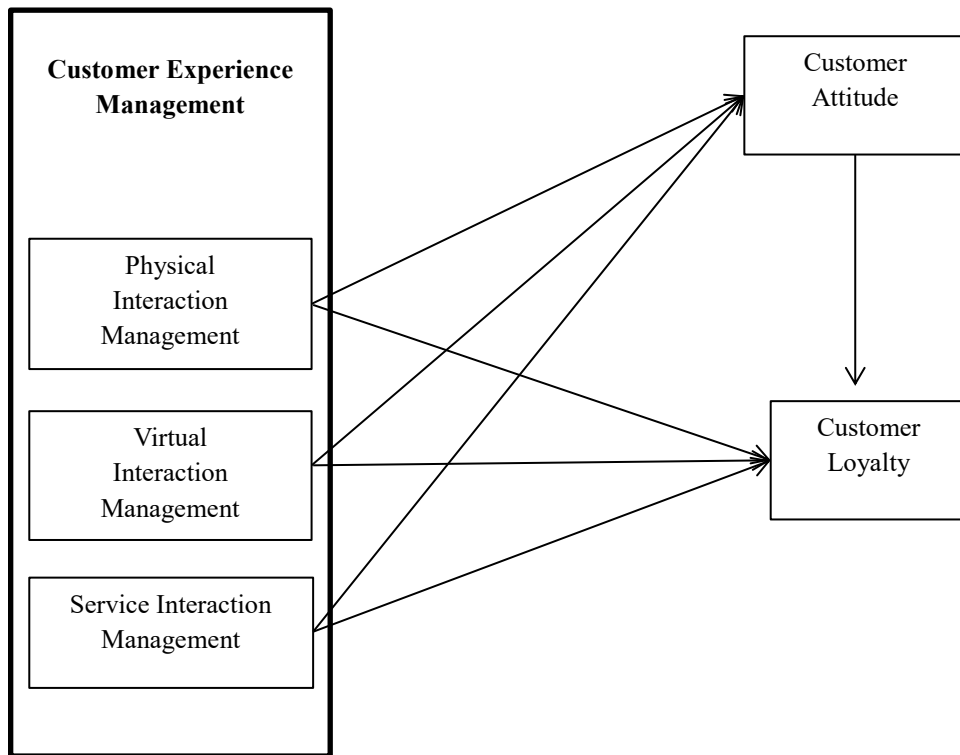 Customer Experience
Management
Customer
Attitude
Physical
Interaction
Management
Virtual
Interaction
Management
Customer
Loyalty
Service Interaction
Management